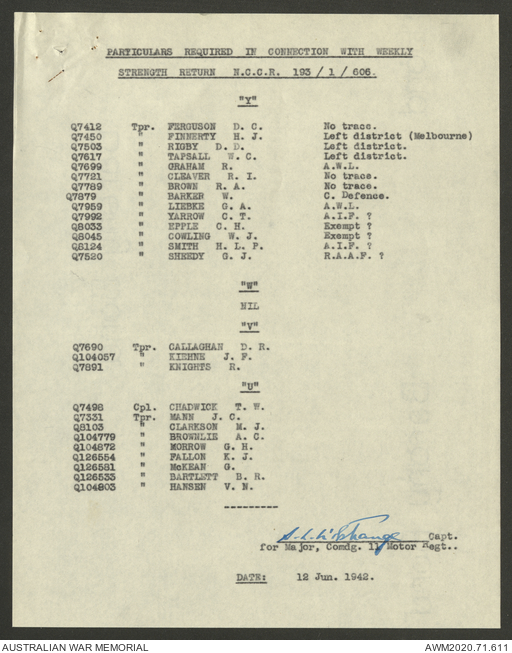 PARTICULARS REQUIRED IN CONNECTION WITH WEEKLY
STRENGTH RETURN N.C.C.R. 193/1/606.
"Y"
Q7412 Tpr. FERGUSON D. C. No trace.
Q7450 " FINNERTY H. J. Left district (Melbourne)
Q7503 " RIGBY D. D. Left district.
Q7617 " TAPSALL W. C. Left district.
Q7699 " GRAHAM R. A.W.L.
Q7721 " CLEAVER R. I. No trace.
Q7789 " BROWN R. A. No trace.
Q7879 " BARKER W. C. Defence.
Q7959 " LIEBKE G. A. A.W.L.
Q7992 " YARROW C. T. A.I.F. ?
Q8033 " EPPLE C. H. Exempt ?
Q8045 " COWLING W. J. Exempt ?
Q8124 " SMITH H. L. P. A.I.F. ?
Q7520 " SHREDY G. J. R.A.A.F. ?
"W"
NIL
"V"
Q7690 Tpr. CALLAGHAN D. R.
Q104057 " KIEHNE J. F.
Q7891 " KNIGHTS R.
"U"
Q7498 Cpl. CHADWICK T. W.
Q7331 Tpr. MANN J. C.
Q8103 " CLARKSON M. J.
Q104779 " BROWNLIE A. C.
Q104872 " MORROW G. H.
Q126554 " FALLON K. J.
Q126581 " McKEAN G.
Q126535 " BARTLETT B. R.
Q104803 " HANSEN V. N.
----------
Capt.
for Major, Comdg. 11 Motor Regt..
DATE: 12 Jun. 1942.
AUSTRALIAN WAR MEMORIAL AWM2020.71.611